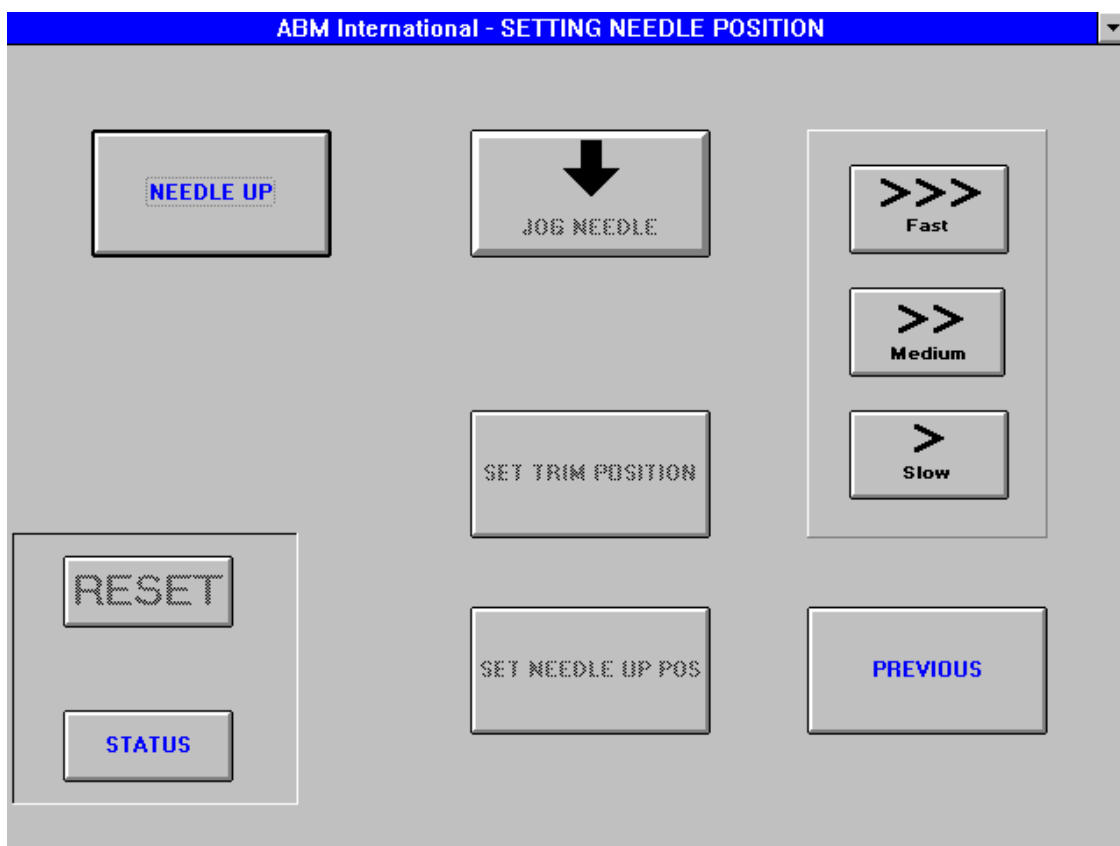 ABM International - SETTING NEEDLE POSITION
NEEDLE UP
JOG NEEDLE
>>>
Fast
>>
Medium
>
Slow
SET TRIM POSITION
RESET
SET NEEDLE UP POS
PREVIOUS
STATUS